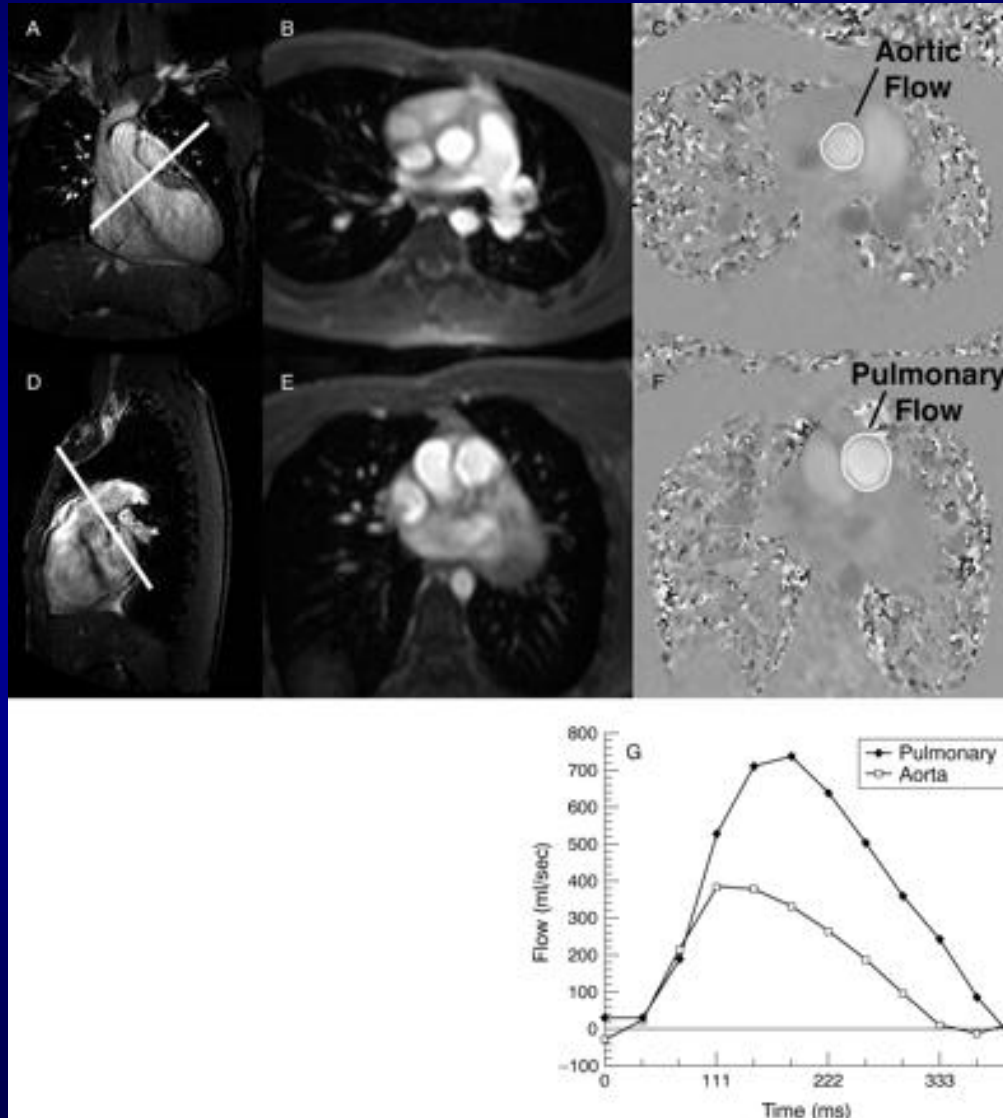 A
B
C
Aortic
Flow
D
E
F
Pulmonary
Flow
G
Pulmonary
Aorta
800
700
600
500
400
300
200
100
0
-100
Flow (ml/sec)
0
111
222
333
Time (ms)